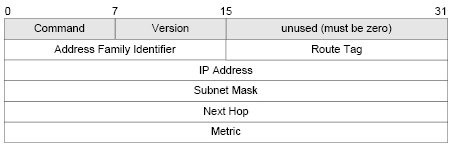 0 7 15 31
Command Version unused (must be zero)
Address Family Identifier Route Tag
IP Address
Subnet Mask
Next Hop
Metric